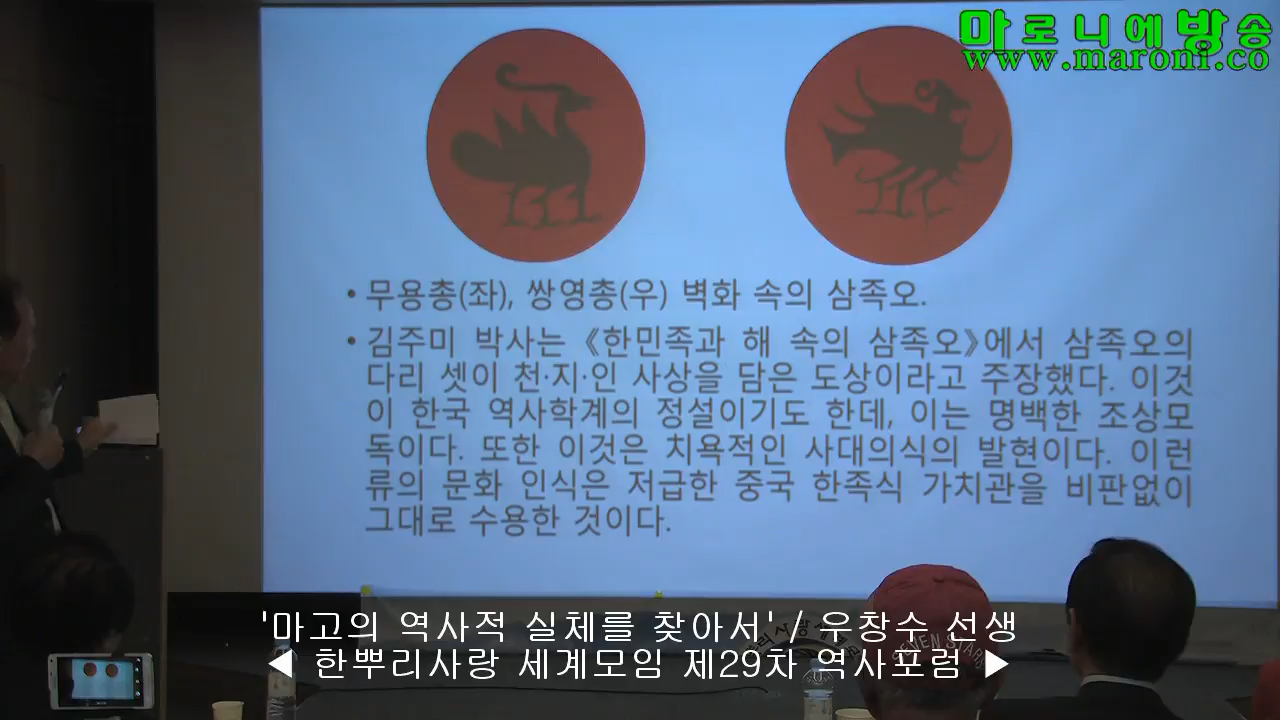 마로니에방송
www.maroni.co
• 무용총(좌), 쌍영총(우) 벽화 속의 삼족오.
• 김주미 박사는 《한민족과 해 속의 삼족오》에서 삼족오의
다리 셋이 천·지·인 사상을 담은 도상이라고 주장했다. 이것
이 한국 역사학계의 정설이기도 한데, 이는 명백한 조상모
독이다. 또한 이것은 치욕적인 사대의식의 발현이다. 이런
류의 문화 인식은 저급한 중국 한족식 가치관을 비판없이
그대로 수용한 것이다.
'마고의 역사적 실체를 찾아서' / 우창수 선생
◀ 한뿌리사랑 세계모임 제29차 역사포럼 ▶
SEVEN STARS